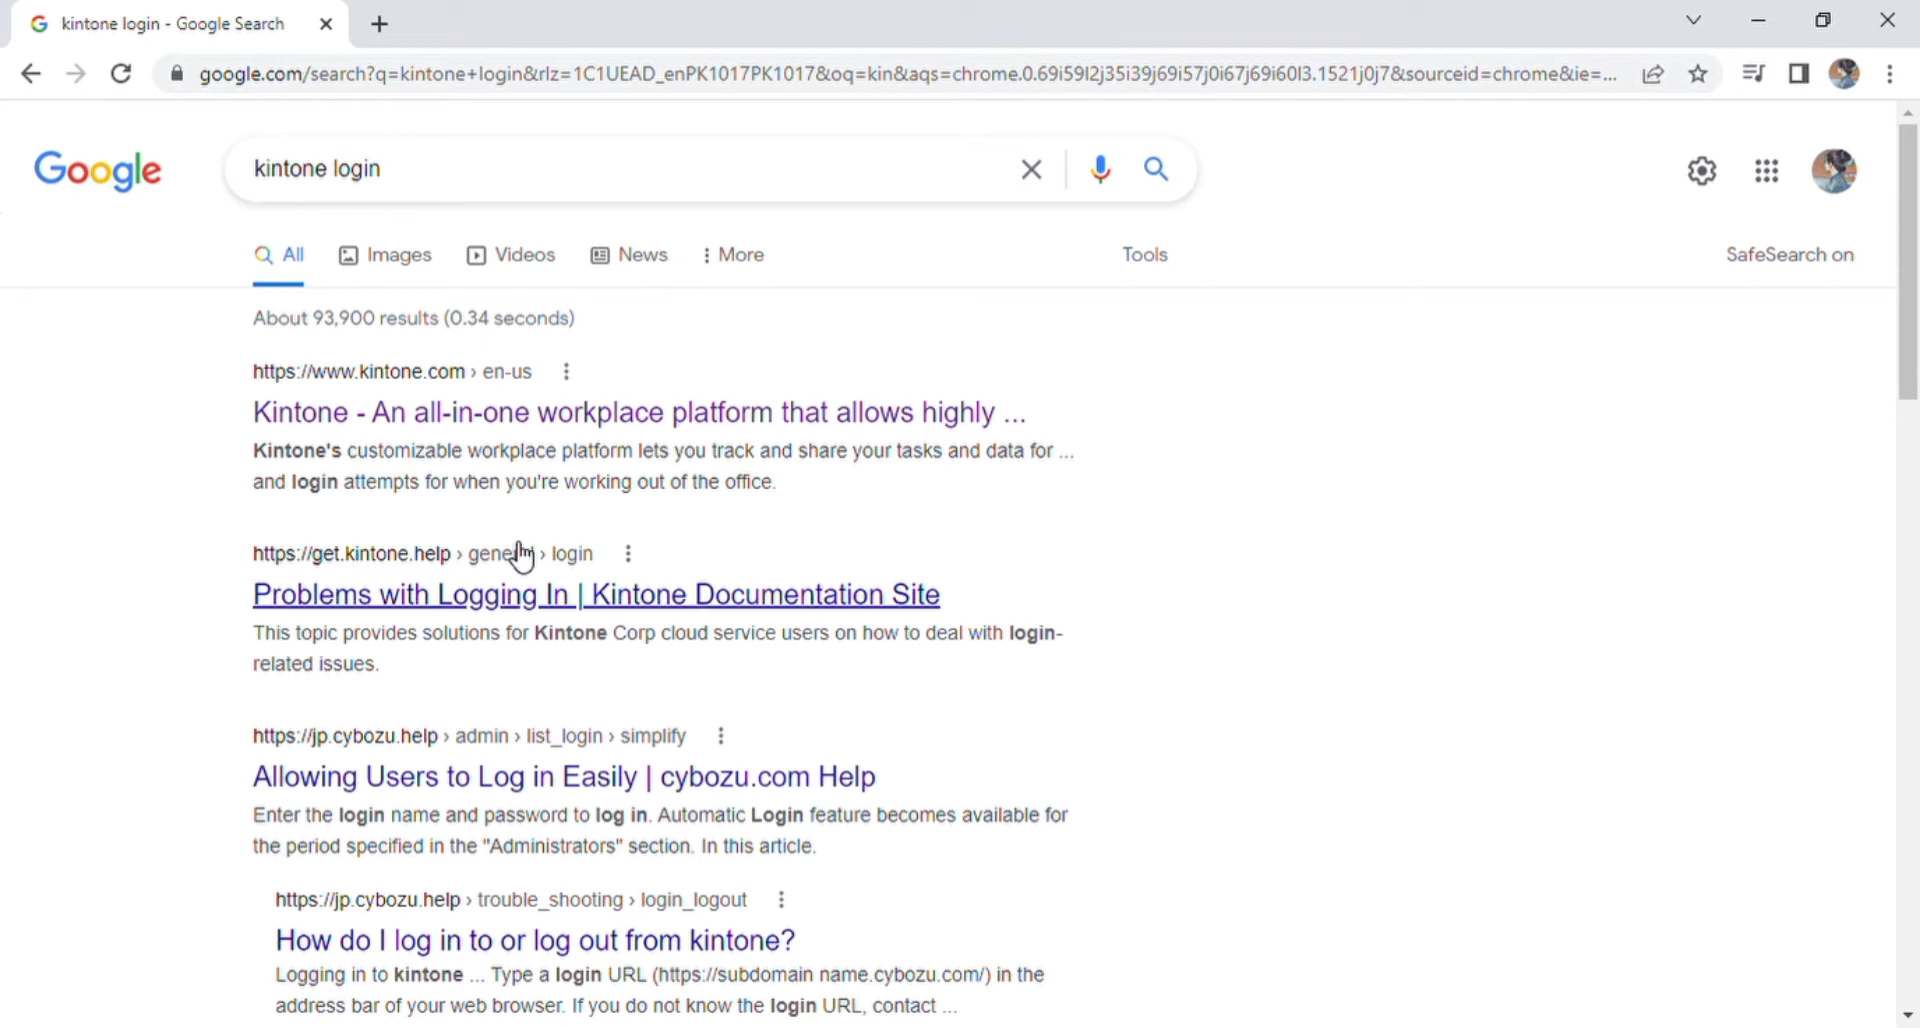 kintone login - Google Search
google.com/search?q=kintone+login&rlz=1C1UEAD_enPK1017PK1017&oq=kin&aqs=chrome.0.69i59l2j35i39j69i57j0i67j69i60l3.1521j0j7&sourceid=chrome&ie=...
Google
kintone login
All Images Videos News More Tools SafeSearch on
About 93,900 results (0.34 seconds)
https://www.kintone.com › en-us
Kintone - An all-in-one workplace platform that allows highly ...
Kintone's customizable workplace platform lets you track and share your tasks and data for ...
and login attempts for when you're working out of the office.
https://get.kintone.help › › login
Problems with Logging In | Kintone Documentation Site
This topic provides solutions for Kintone Corp cloud service users on how to deal with login-
related issues.
https://jp.cybozu.help › admin › list_login › simplify
Allowing Users to Log in Easily | cybozu.com Help
Enter the login name and password to log in. Automatic Login feature becomes available for
the period specified in the "Administrators" section. In this article.
https://jp.cybozu.help › trouble_shooting › login_logout
How do I log in to or log out from kintone?
Logging in to kintone ... Type a login URL (https://subdomain name.cybozu.com/) in the
address bar of your web browser. If you do not know the login URL, contact ...